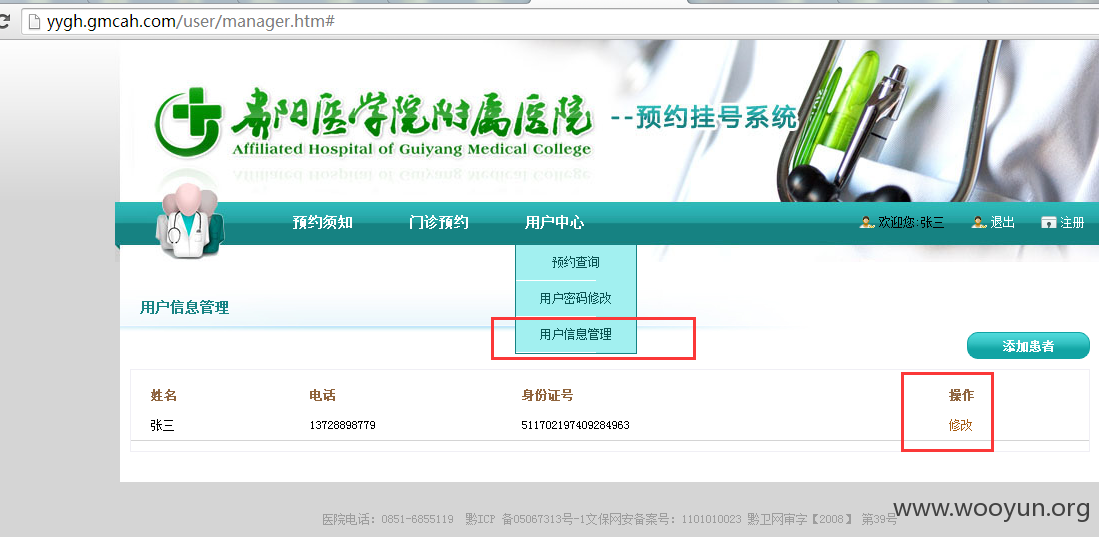 yygh.gmcah.com/user/manager.htm#
贵阳医学院附属医院 --预约挂号系统
Affiliated Hospital of Guiyang Medical College
预约须知 门诊预约 用户中心 欢迎您:张三 退出 注册
预约查询
用户密码修改
用户信息管理
用户信息管理
添加患者
姓名 电话 身份证号 操作
张三 13728898779 511702197409284963 修改
医院电话：0851-6855119 黔ICP 备05067313号-1文保网安备案号：1101010023 黔卫网审字【2008】 第39号
www.wooyun.org